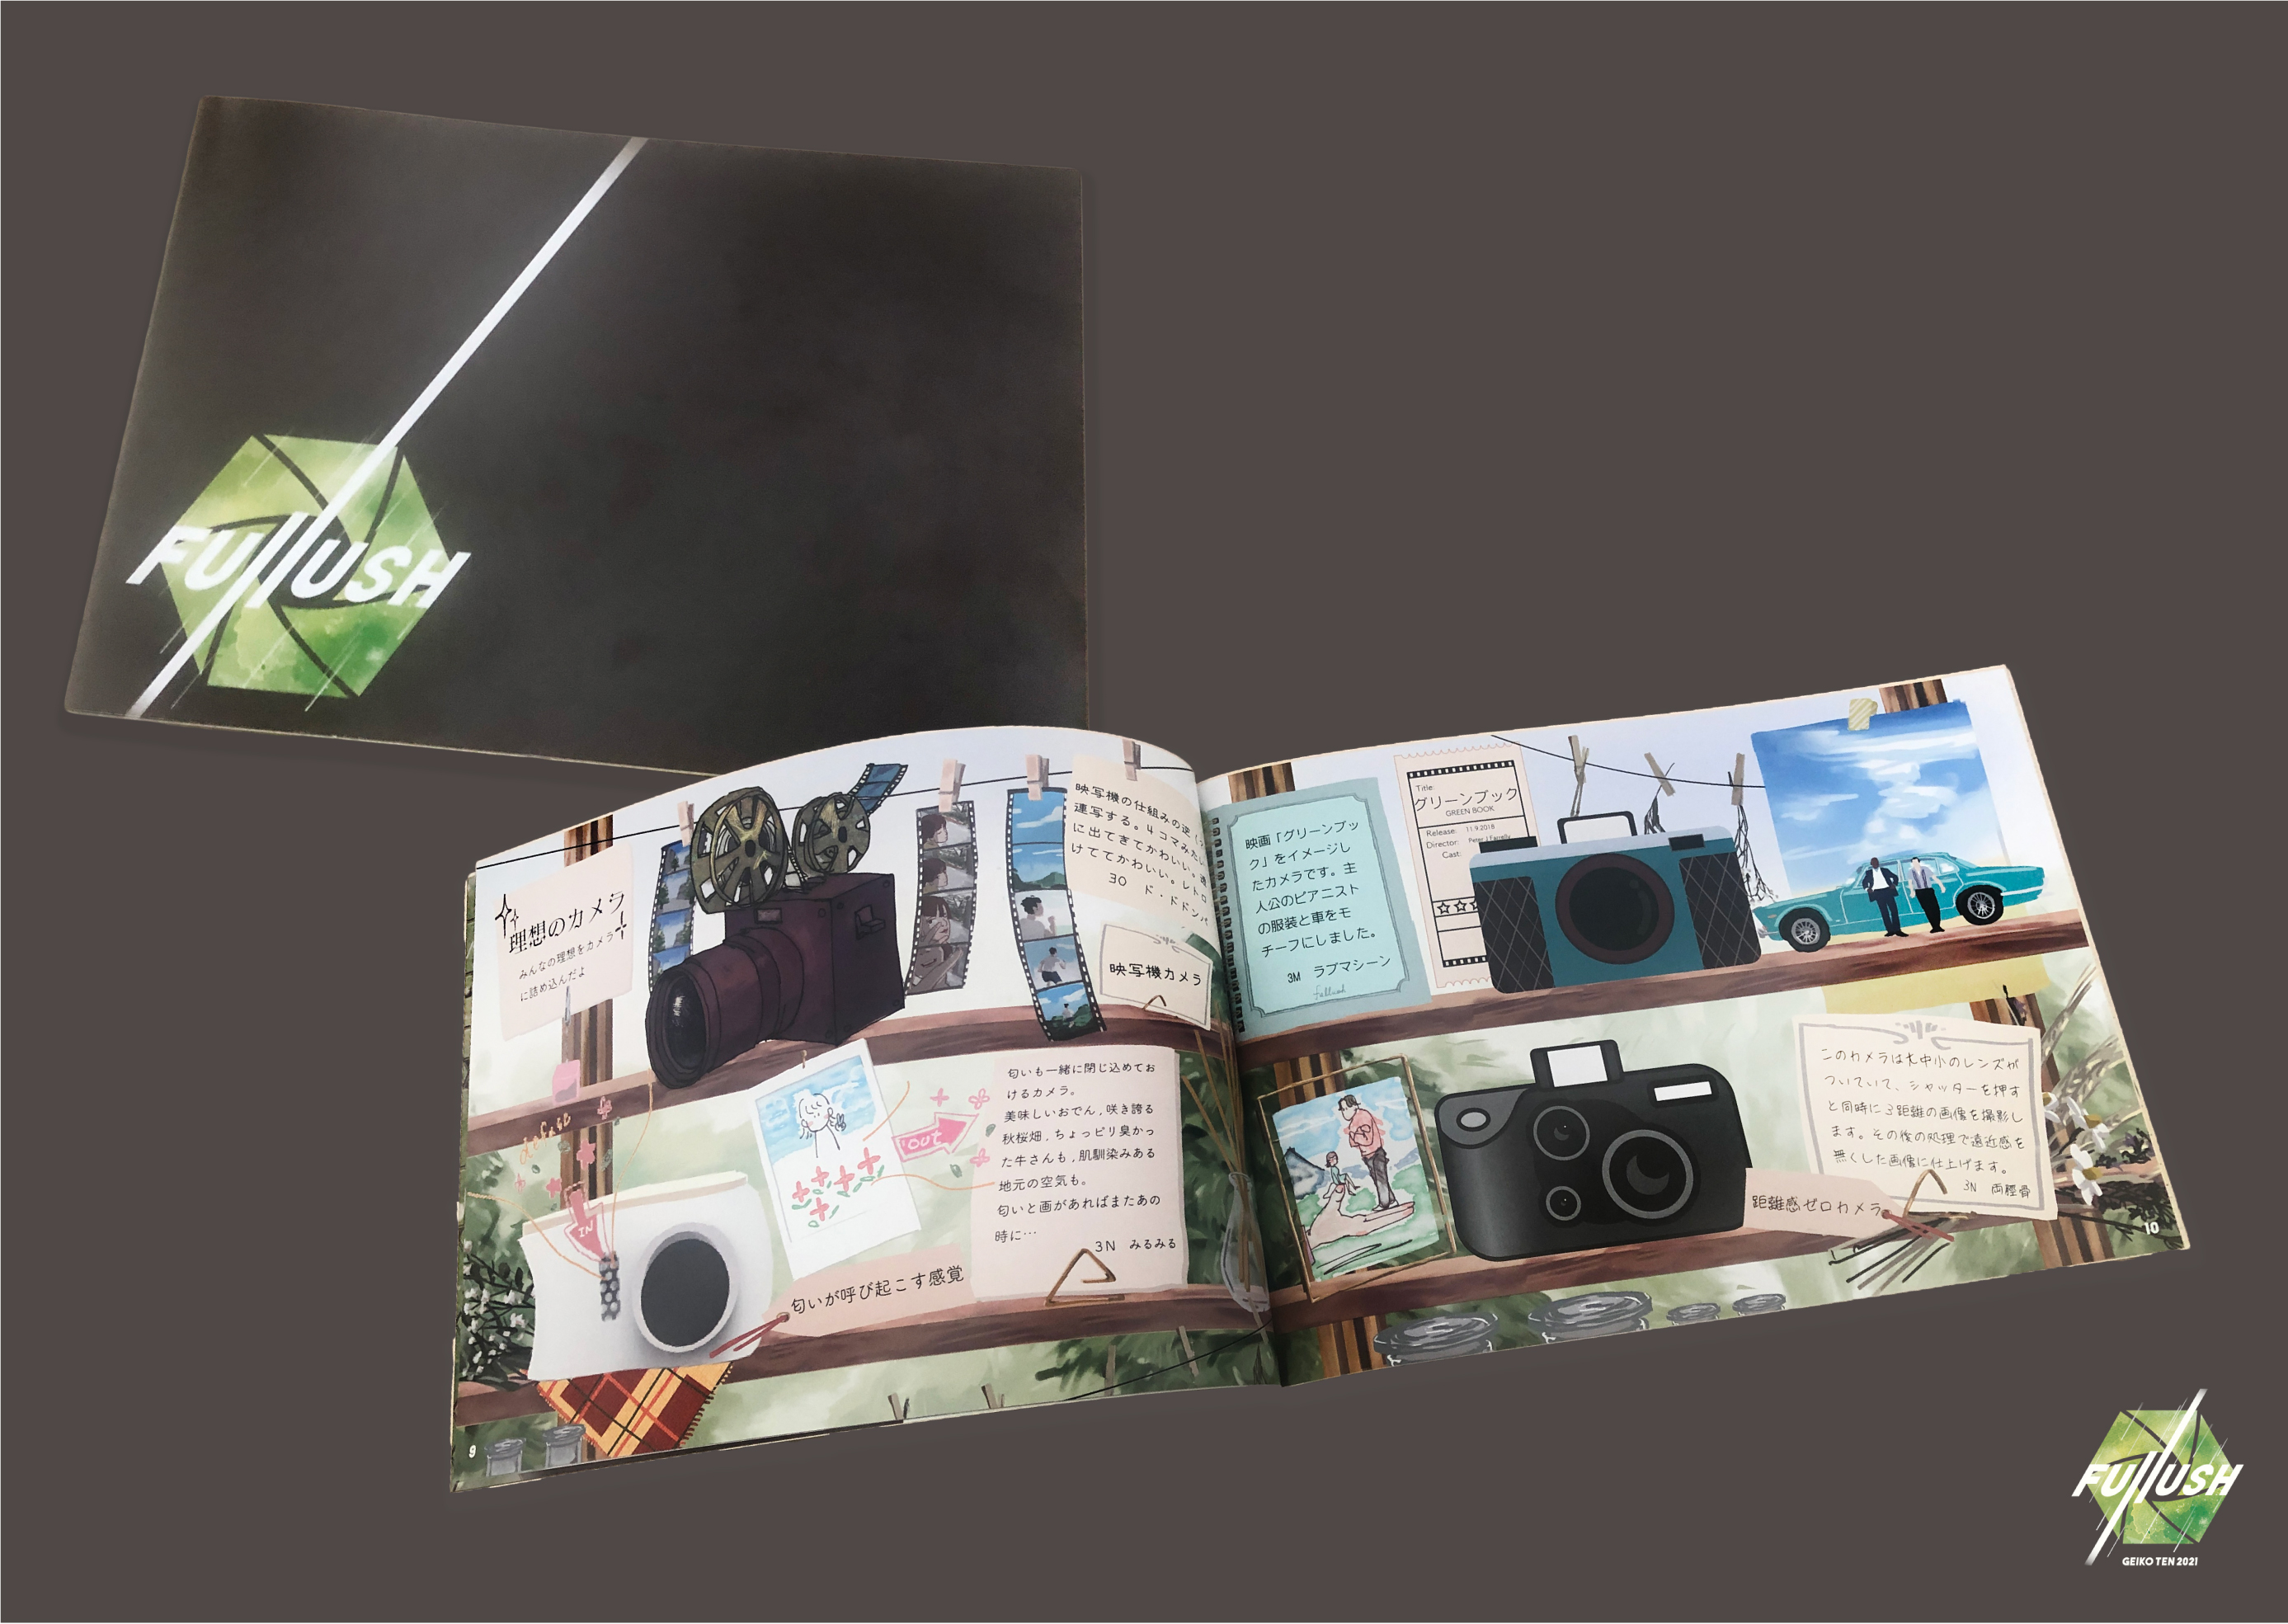 FUllUSH
理想のカメラ
みんなの理想をカメラ
に詰め込んだよ
映写機の仕組みの逆
連写する。4コマみた
に出てきてかわいい。
けててかわいい。レトロ
3O ド.ドドンパ
映写機カメラ
defuse
IN
out
匂いも一緒に閉じ込めてお
けるカメラ。
美味しいおでん,咲き誇る
秋桜畑,ちょっピリ臭かっ
た牛さんも,肌馴染みある
地元の空気も。
匂いと画があればまたあの
時に…
3N みるみる
匂いが呼び起こす感覚
9
映画「グリーンブッ
ク」をイメージし
たカメラです。主
人公のピアニスト
の服装と車をモ
チーフにしました。
3M ラブマシーン
fullush
Title:
グリーンブック
GREEN BOOK
Release: 11.9.2018
Director: Peter J Farrelly
Cast:
☆☆☆
このカメラは大中小のレンズが
ついていて、シャッターを押す
と同時に3距離の画像を撮影し
ます。その後の処理で遠近感を
無くした画像に仕上げます。
3N 両脛骨
距離感ゼロカメラ
10
FUllUSH
GEIKO TEN 2021